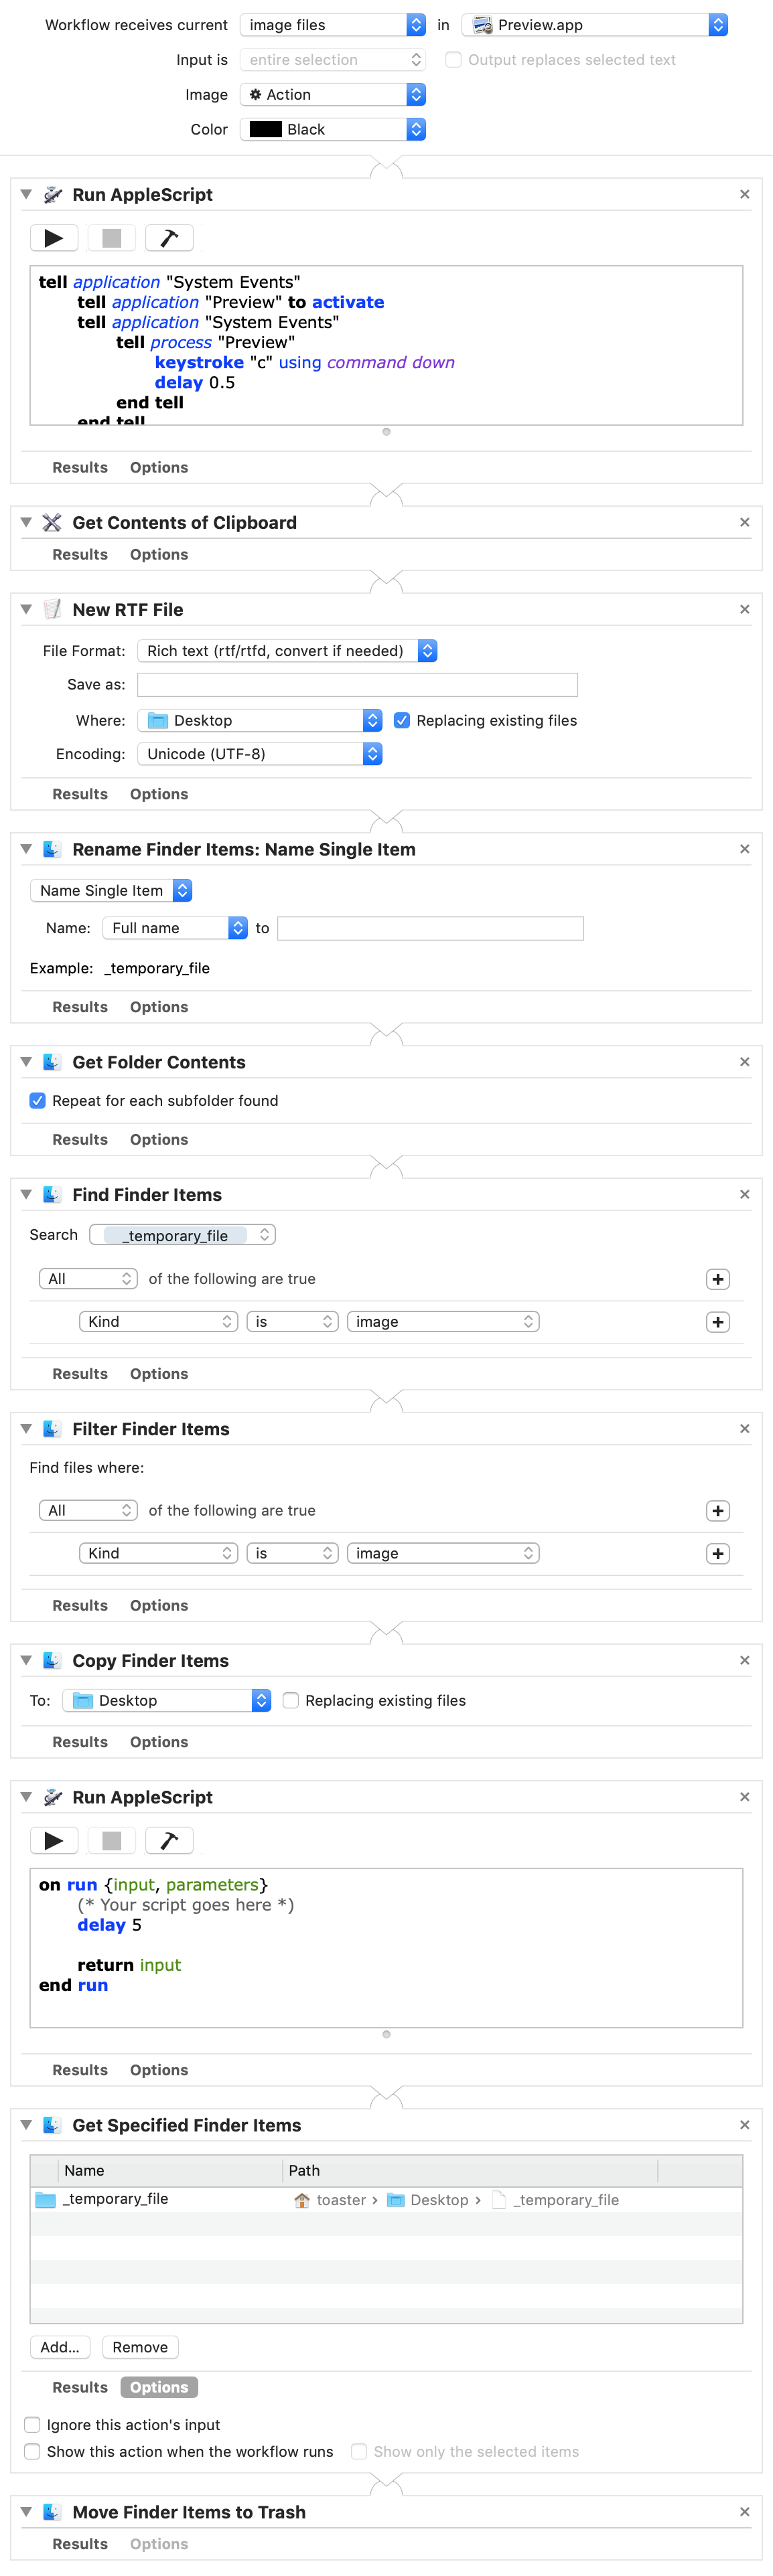 Workflow receives current image files in Preview.app
Input is entire selection Output replaces selected text
Image Action
Color Black
Run AppleScript
tell application "System Events"
tell application "Preview" to activate
tell application "System Events"
tell process "Preview"
keystroke "c" using command down
delay 0.5
end tell
end tell
Results Options
Get Contents of Clipboard
Results Options
New RTF File
File Format: Rich text (rtf/rtfd, convert if needed)
Save as:
Where: Desktop Replacing existing files
Encoding: Unicode (UTF-8)
Results Options
Rename Finder Items: Name Single Item
Name Single Item
Name: Full name to
Example: _temporary_file
Results Options
Get Folder Contents
Repeat for each subfolder found
Results Options
Find Finder Items
Search _temporary_file
All of the following are true
Kind is image
Results Options
Filter Finder Items
Find files where:
All of the following are true
Kind is image
Results Options
Copy Finder Items
To: Desktop Replacing existing files
Results Options
Run AppleScript
on run {input, parameters}
(* Your script goes here *)
delay 5
return input
end run
Results Options
Get Specified Finder Items
Name Path
_temporary_file toaster › Desktop › _temporary_file
Add... Remove
Results Options
Ignore this action's input
Show this action when the workflow runs Show only the selected items
Move Finder Items to Trash
Results Options